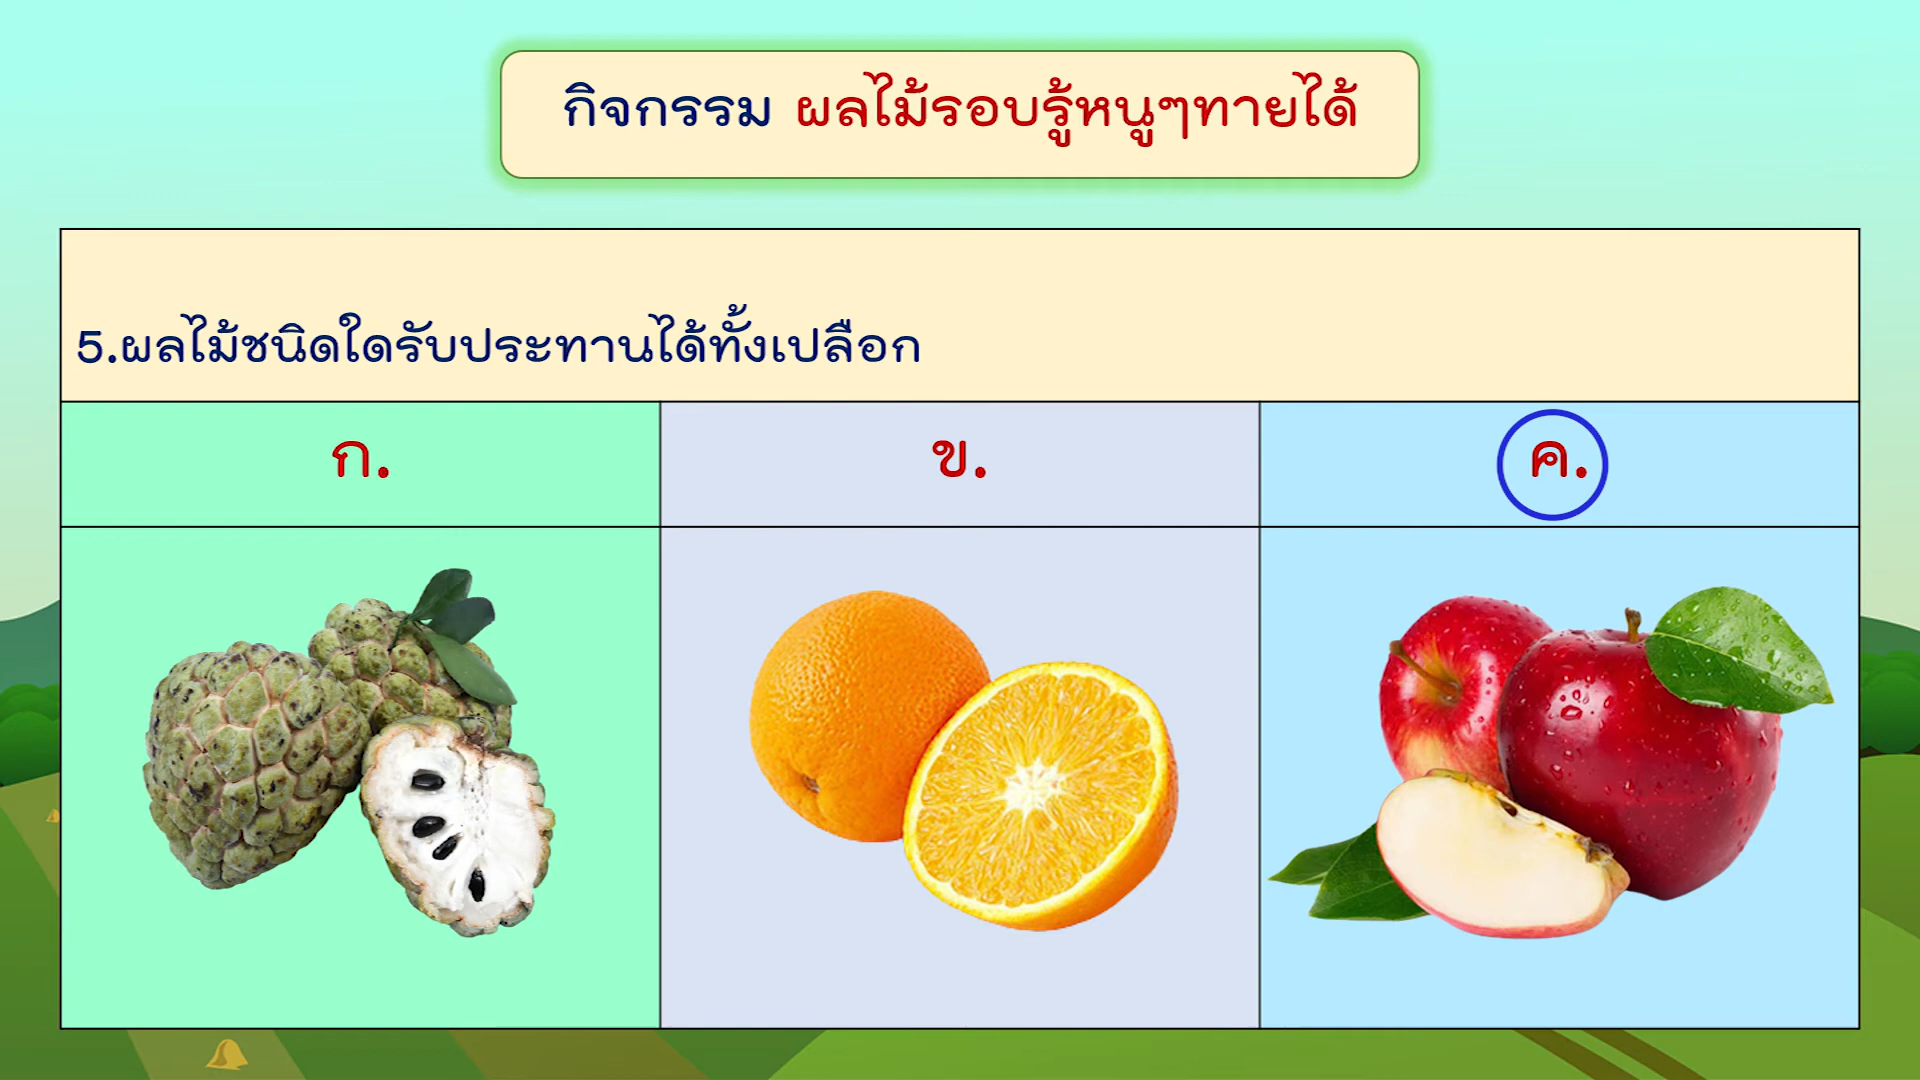 กิจกรรม ผลไม้รอบรู้หนูๆทายได้
5.ผลไม้ชนิดใดรับประทานได้ทั้งเปลือก
ก.
ข.
ค.